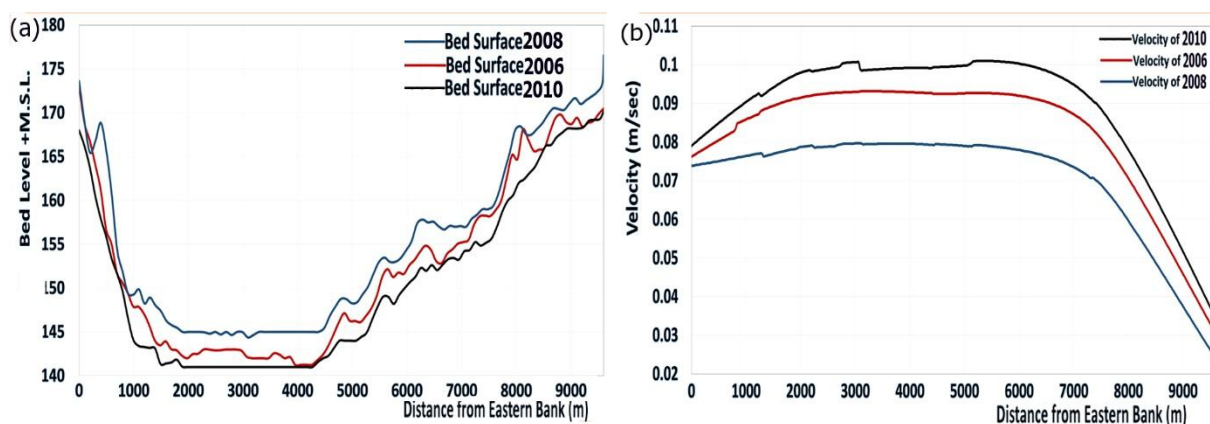 (a)
Bed Level +M.S.L.
180
175
170
165
160
155
150
145
140
Bed Surface2008
Bed Surface2006
Bed Surface2010
0 1000 2000 3000 4000 5000 6000 7000 8000 9000
Distance from Eastern Bank (m)
(b)
Velocity (m/sec)
0.11
0.1
0.09
0.08
0.07
0.06
0.05
0.04
0.03
0.02
Velocity of 2010
Velocity of 2006
Velocity of 2008
0 1000 2000 3000 4000 5000 6000 7000 8000 9000
Distance from Eastern Bank (m)